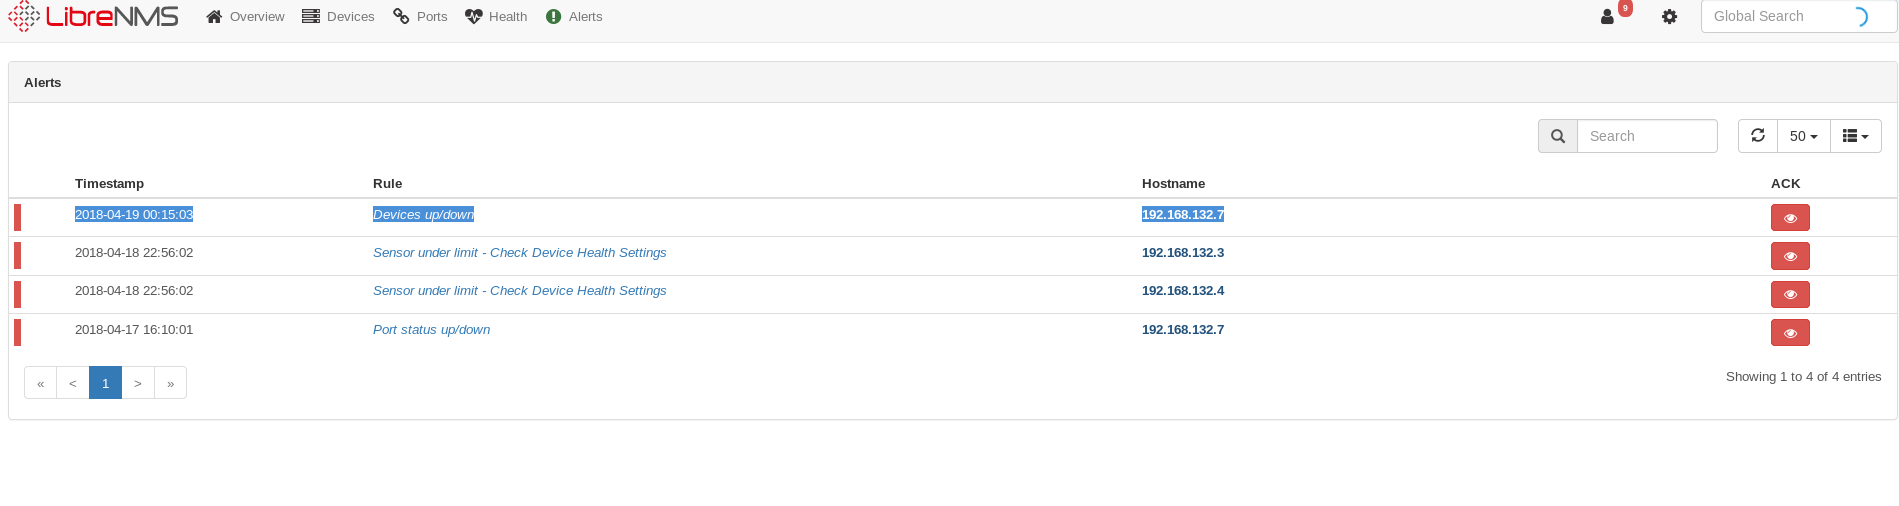 LibreNMS Overview Devices Ports Health Alerts 9 Global Search
Alerts
Search 50
Timestamp Rule Hostname ACK
2018-04-19 00:15:03 Devices up/down 192.168.132.7
2018-04-18 22:56:02 Sensor under limit - Check Device Health Settings 192.168.132.3
2018-04-18 22:56:02 Sensor under limit - Check Device Health Settings 192.168.132.4
2018-04-17 16:10:01 Port status up/down 192.168.132.7
« < 1 > » Showing 1 to 4 of 4 entries